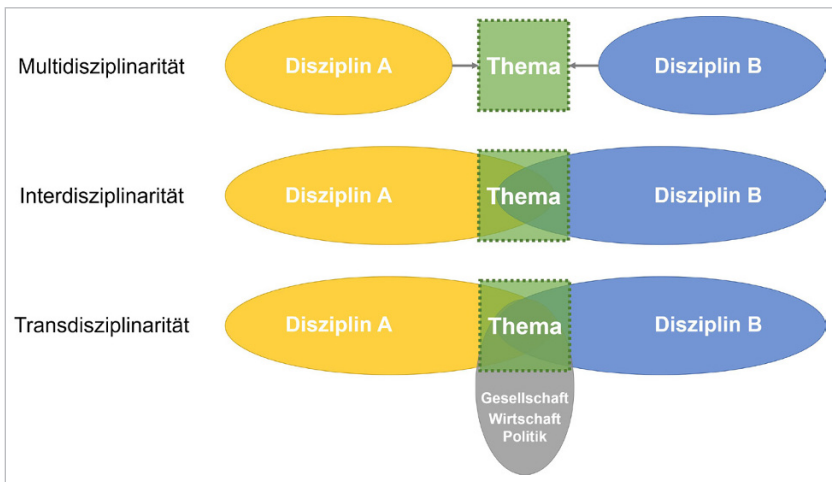 Multidisziplinarität Disziplin A Thema Disziplin B
Interdisziplinarität Disziplin A Thema Disziplin B
Transdisziplinarität Disziplin A Thema Disziplin B
Gesellschaft
Wirtschaft
Politik